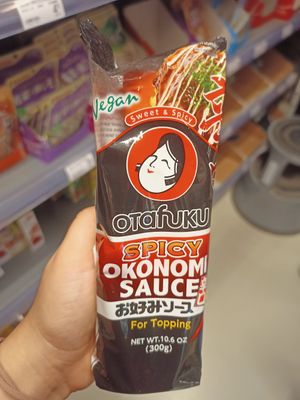 Vegan
Sweet & Spicy
OTaFUKU
SPICY
OKONOMI
SAUCE
お好みソース
For Topping
NET WT. 10.6 OZ
(300g)